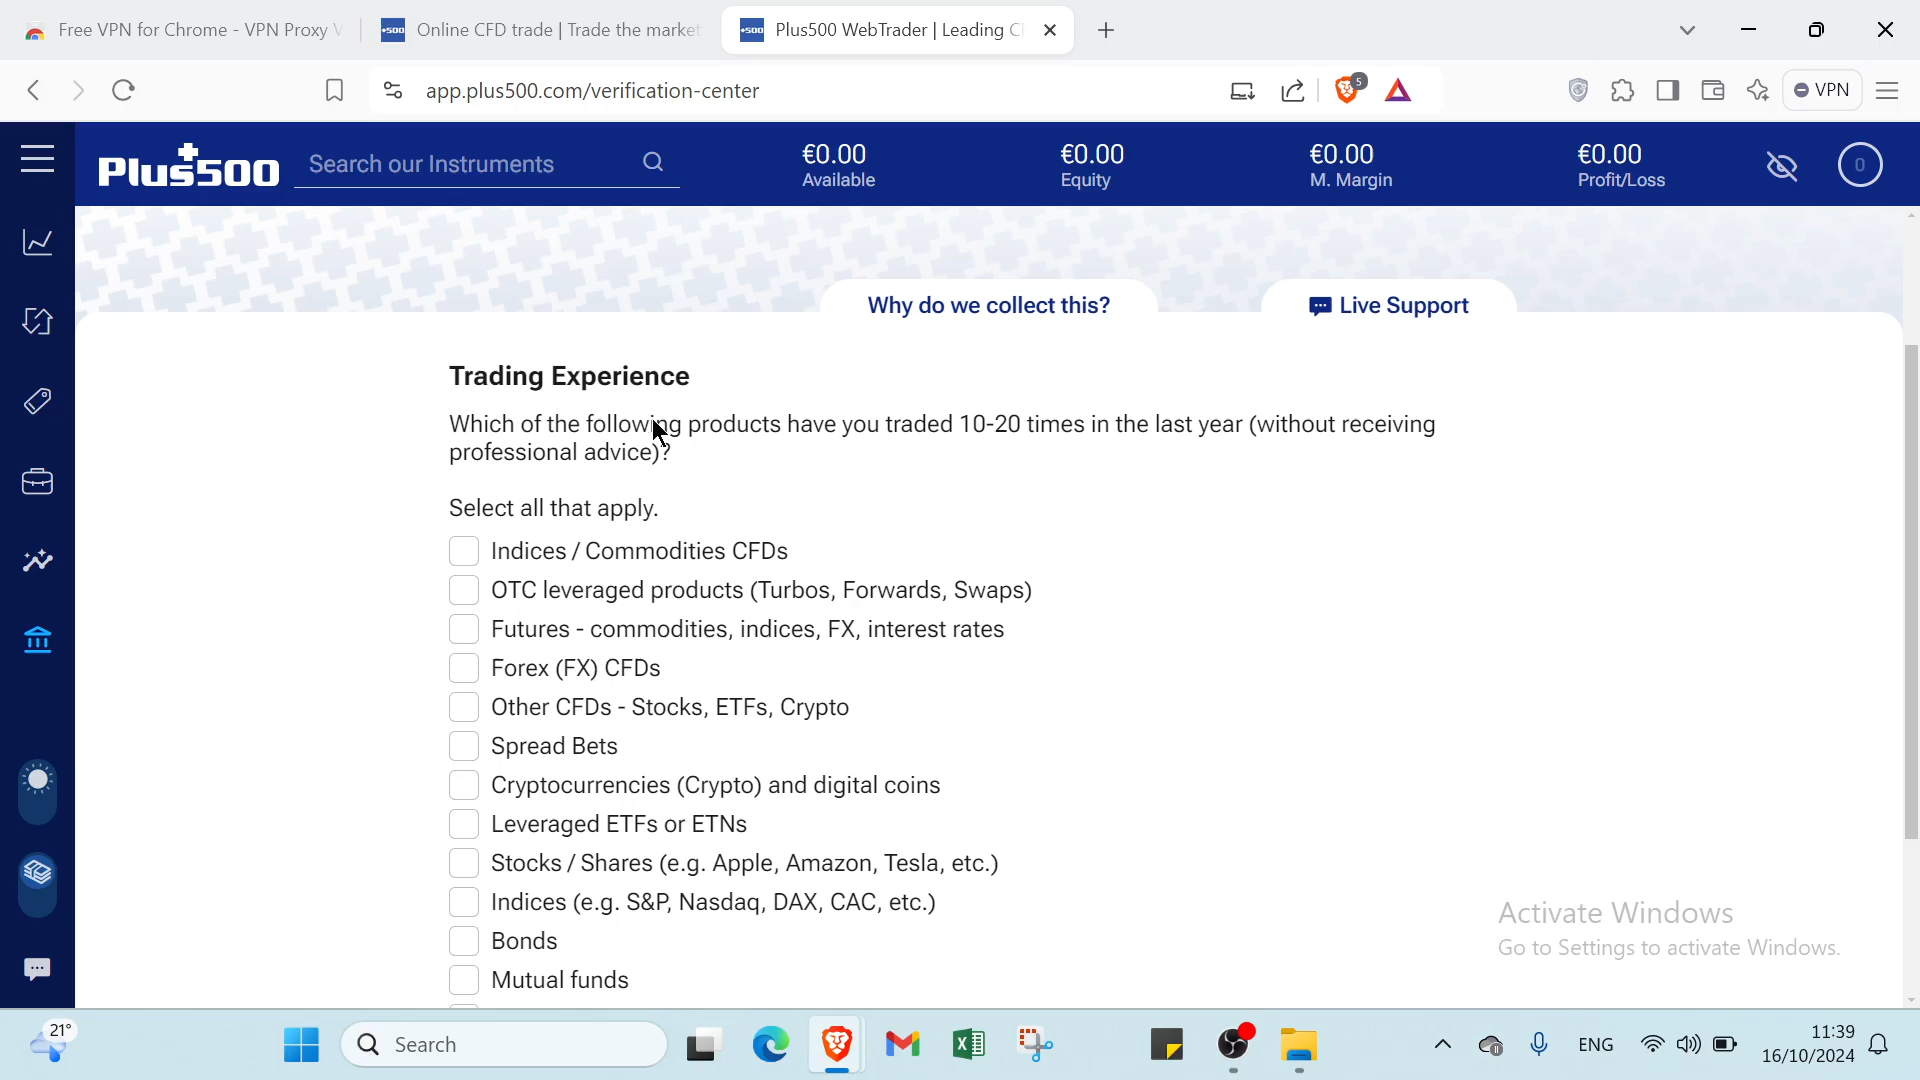 Free VPN for Chrome - VPN Proxy V
+500 Online CFD trade | Trade the market
+500 Plus500 WebTrader | Leading C
app.plus500.com/verification-center
5
VPN
Plus500
Search our Instruments
€0.00
Available
€0.00
Equity
€0.00
M. Margin
€0.00
Profit/Loss
0
Why do we collect this?
Live Support
Trading Experience
Which of the following products have you traded 10-20 times in the last year (without receiving
professional advice)?
Select all that apply.
Indices / Commodities CFDs
OTC leveraged products (Turbos, Forwards, Swaps)
Futures - commodities, indices, FX, interest rates
Forex (FX) CFDs
Other CFDs - Stocks, ETFs, Crypto
Spread Bets
Cryptocurrencies (Crypto) and digital coins
Leveraged ETFs or ETNs
Stocks / Shares (e.g. Apple, Amazon, Tesla, etc.)
Indices (e.g. S&P, Nasdaq, DAX, CAC, etc.)
Bonds
Mutual funds
Activate Windows
Go to Settings to activate Windows.
21°
Search
ENG
11:39
16/10/2024